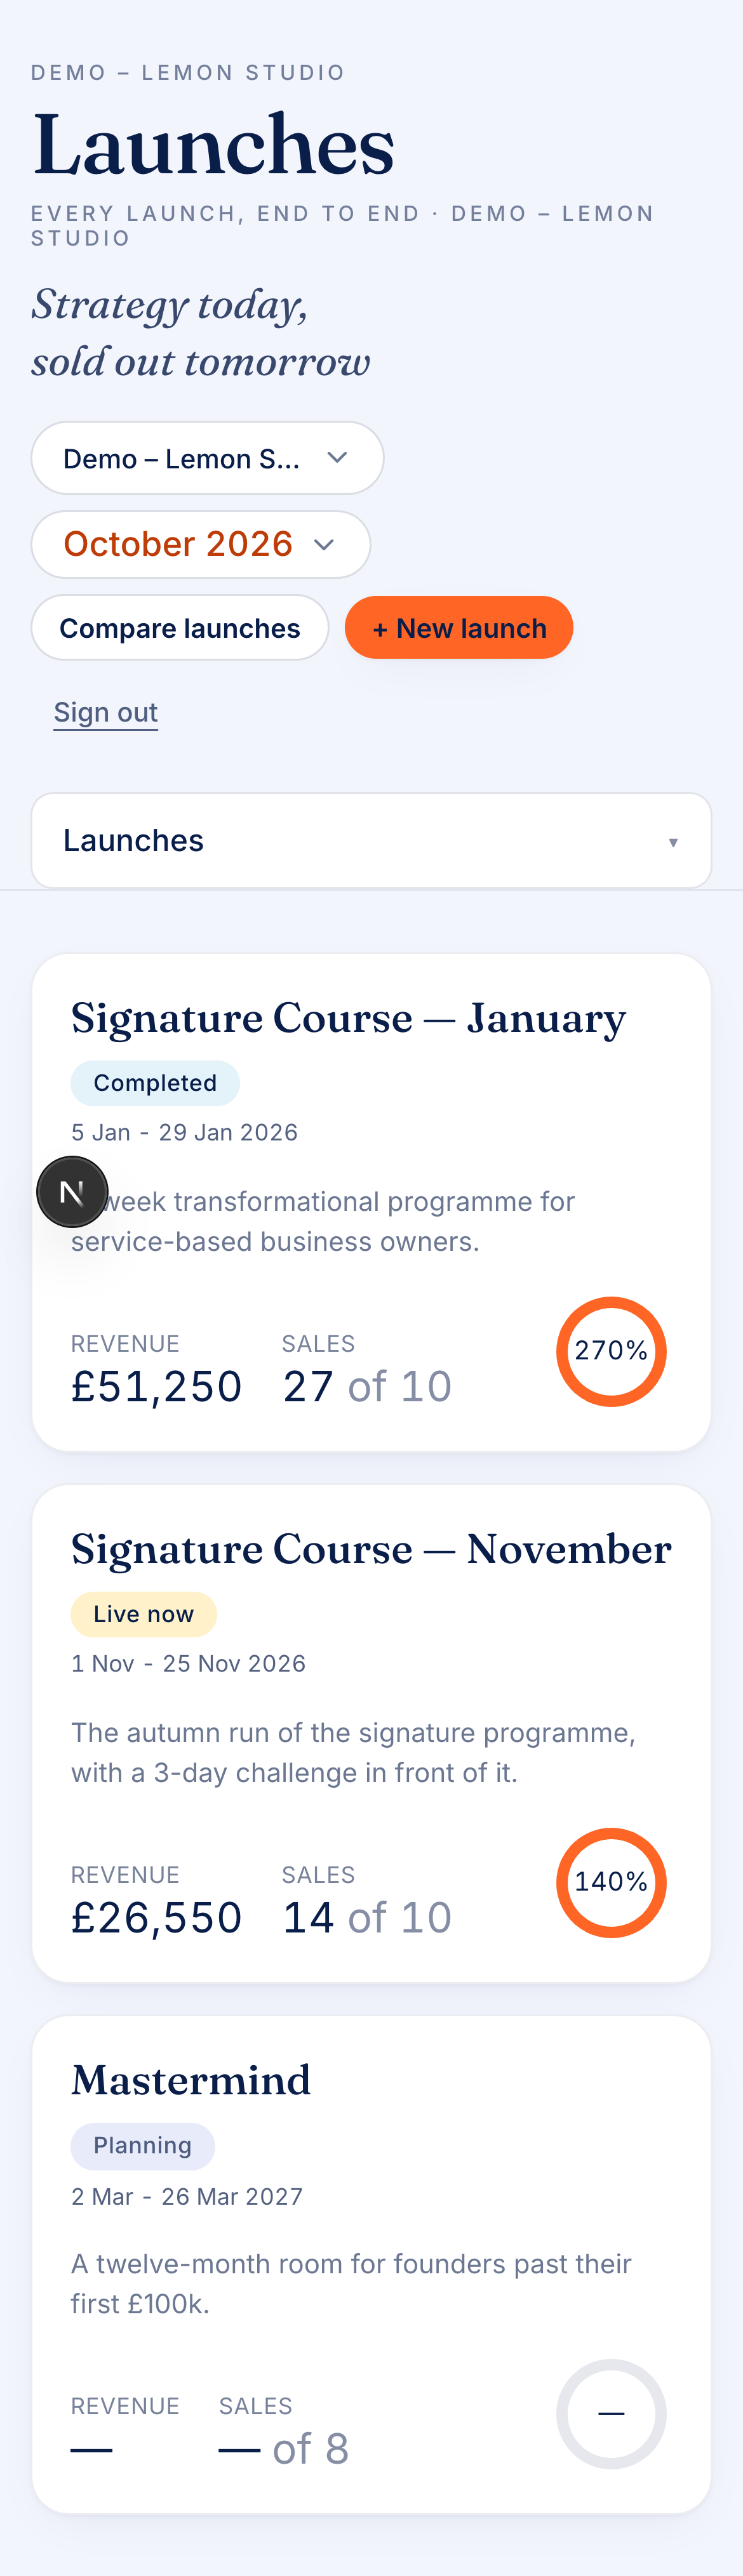 DEMO – LEMON STUDIO
Launches
EVERY LAUNCH, END TO END · DEMO – LEMON
STUDIO
Strategy today,
sold out tomorrow
Demo – Lemon S...
October 2026
Compare launches
+ New launch
Sign out
Launches
Signature Course — January
Completed
5 Jan - 29 Jan 2026
N
week transformational programme for
service-based business owners.
REVENUE SALES
£51,250 27 of 10
270%
Signature Course — November
Live now
1 Nov - 25 Nov 2026
The autumn run of the signature programme,
with a 3-day challenge in front of it.
REVENUE SALES
£26,550 14 of 10
140%
Mastermind
Planning
2 Mar - 26 Mar 2027
A twelve-month room for founders past their
first £100k.
REVENUE SALES
— — of 8
—